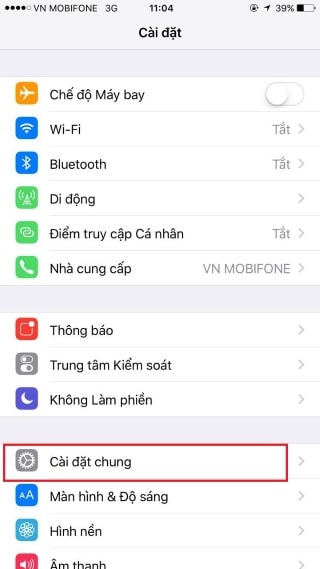 VN MOBIFONE 3G 11:04 39%
Cài đặt
Chế độ Máy bay
Wi-Fi Tắt
Bluetooth Tắt
Di động
Điểm truy cập Cá nhân Tắt
Nhà cung cấp VN MOBIFONE
Thông báo
Trung tâm Kiểm soát
Không Làm phiền
Cài đặt chung
AA Màn hình & Độ sáng
Hình nền
Âm thanh